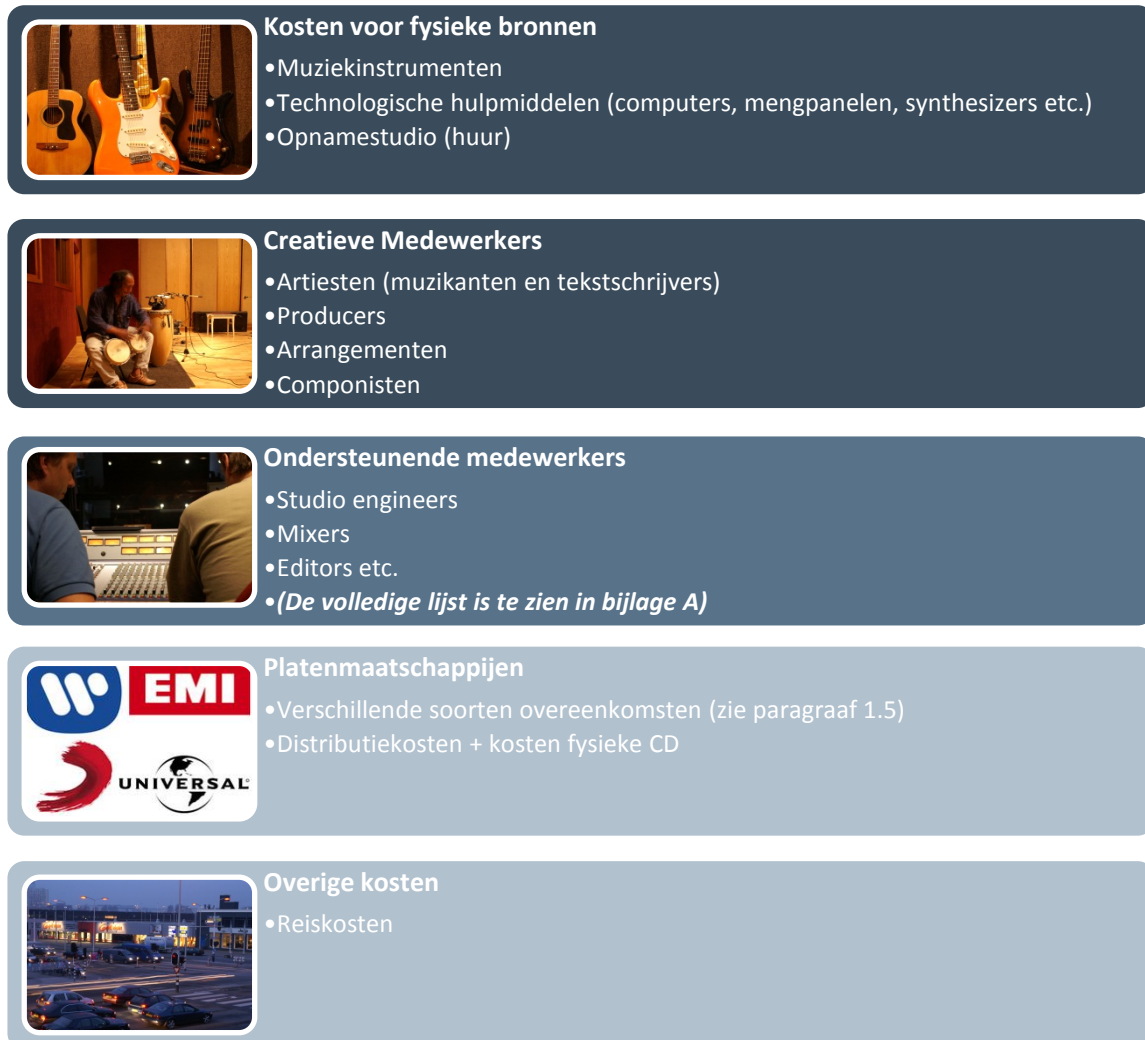 Kosten voor fysieke bronnen
•Muziekinstrumenten
•Technologische hulpmiddelen (computers, mengpanelen, synthesizers etc.)
•Opnamestudio (huur)
Creatieve Medewerkers
•Artiesten (muzikanten en tekstschrijvers)
•Producers
•Arrangementen
•Componisten
Ondersteunende medewerkers
•Studio engineers
•Mixers
•Editors etc.
•(De volledige lijst is te zien in bijlage A)
EMI
UNIVERSAL
Platenmaatschappijen
•Verschillende soorten overeenkomsten (zie paragraaf 1.5)
•Distributiekosten + kosten fysieke CD
Overige kosten
•Reiskosten